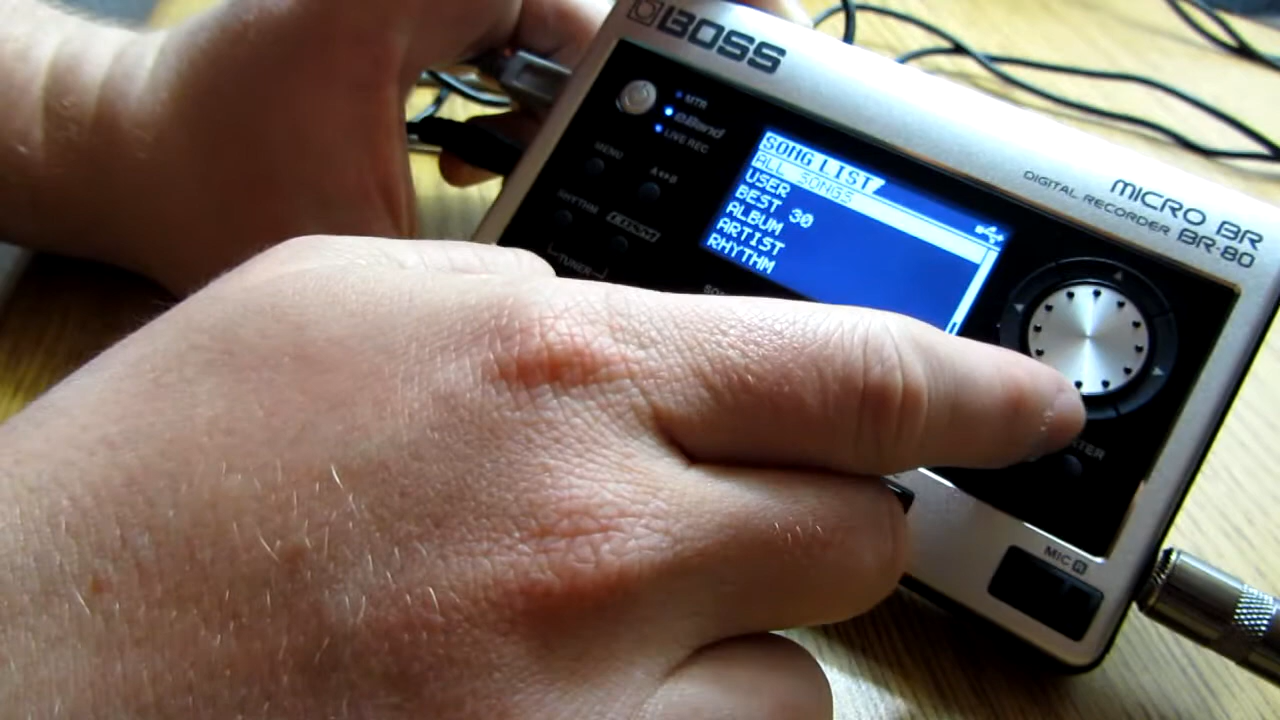 BOSS
MTR
eBand
LIVE REC
MENU
A↔B
RHYTHM
TUNER
SONG LIST
ALL SONGS
USER
BEST 30
ALBUM
ARTIST
RHYTHM
MICRO BR
DIGITAL RECORDER BR-80
MIC R